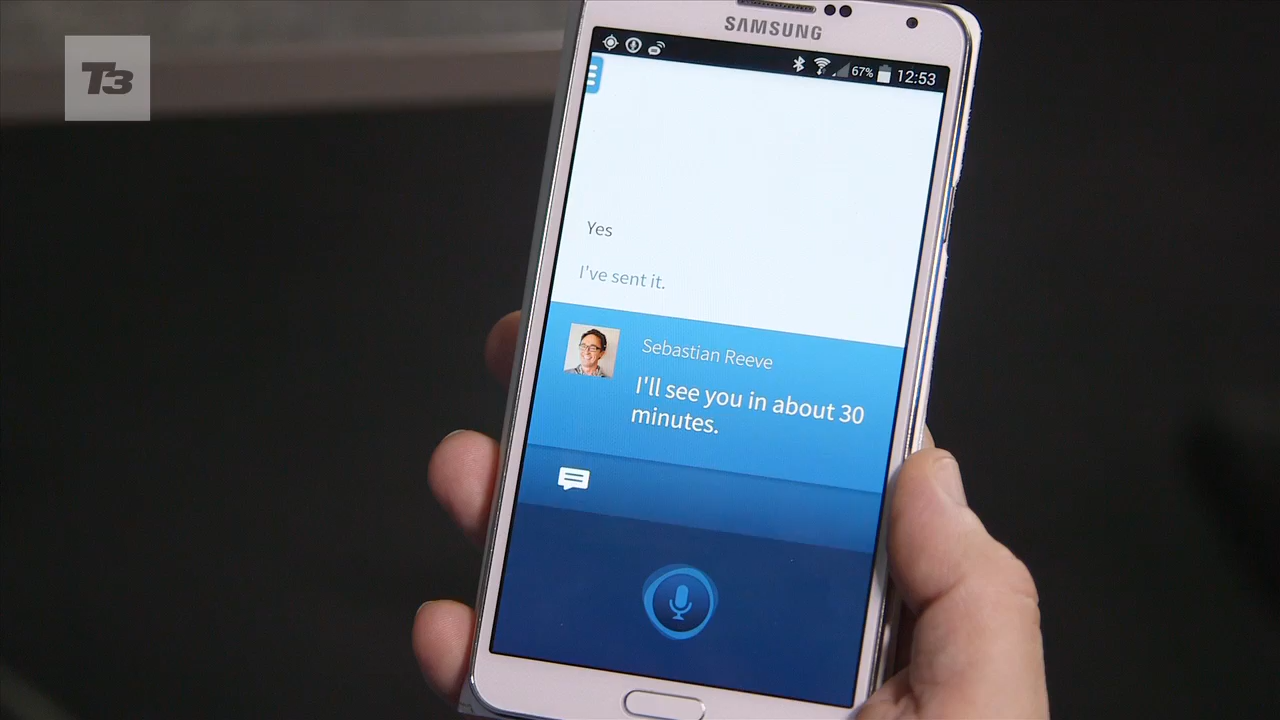 T3
SAMSUNG
67% 12:53
Yes
I've sent it.
Sebastian Reeve
I'll see you in about 30
minutes.